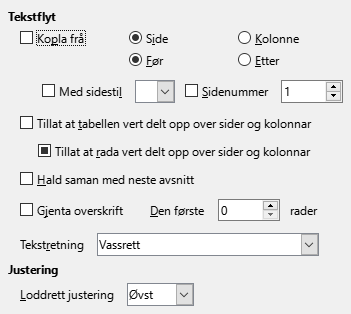 Tekstflyt
Kopla frå Side Kolonne
Før Etter
Med sidestil Sidenummer 1
Tillat at tabellen vert delt opp over sider og kolonnar
Tillat at rada vert delt opp over sider og kolonnar
Hald saman med neste avsnitt
Gjenta overskrift Den første 0 rader
Tekstretning Vassrett
Justering
Loddrett justering Øvst